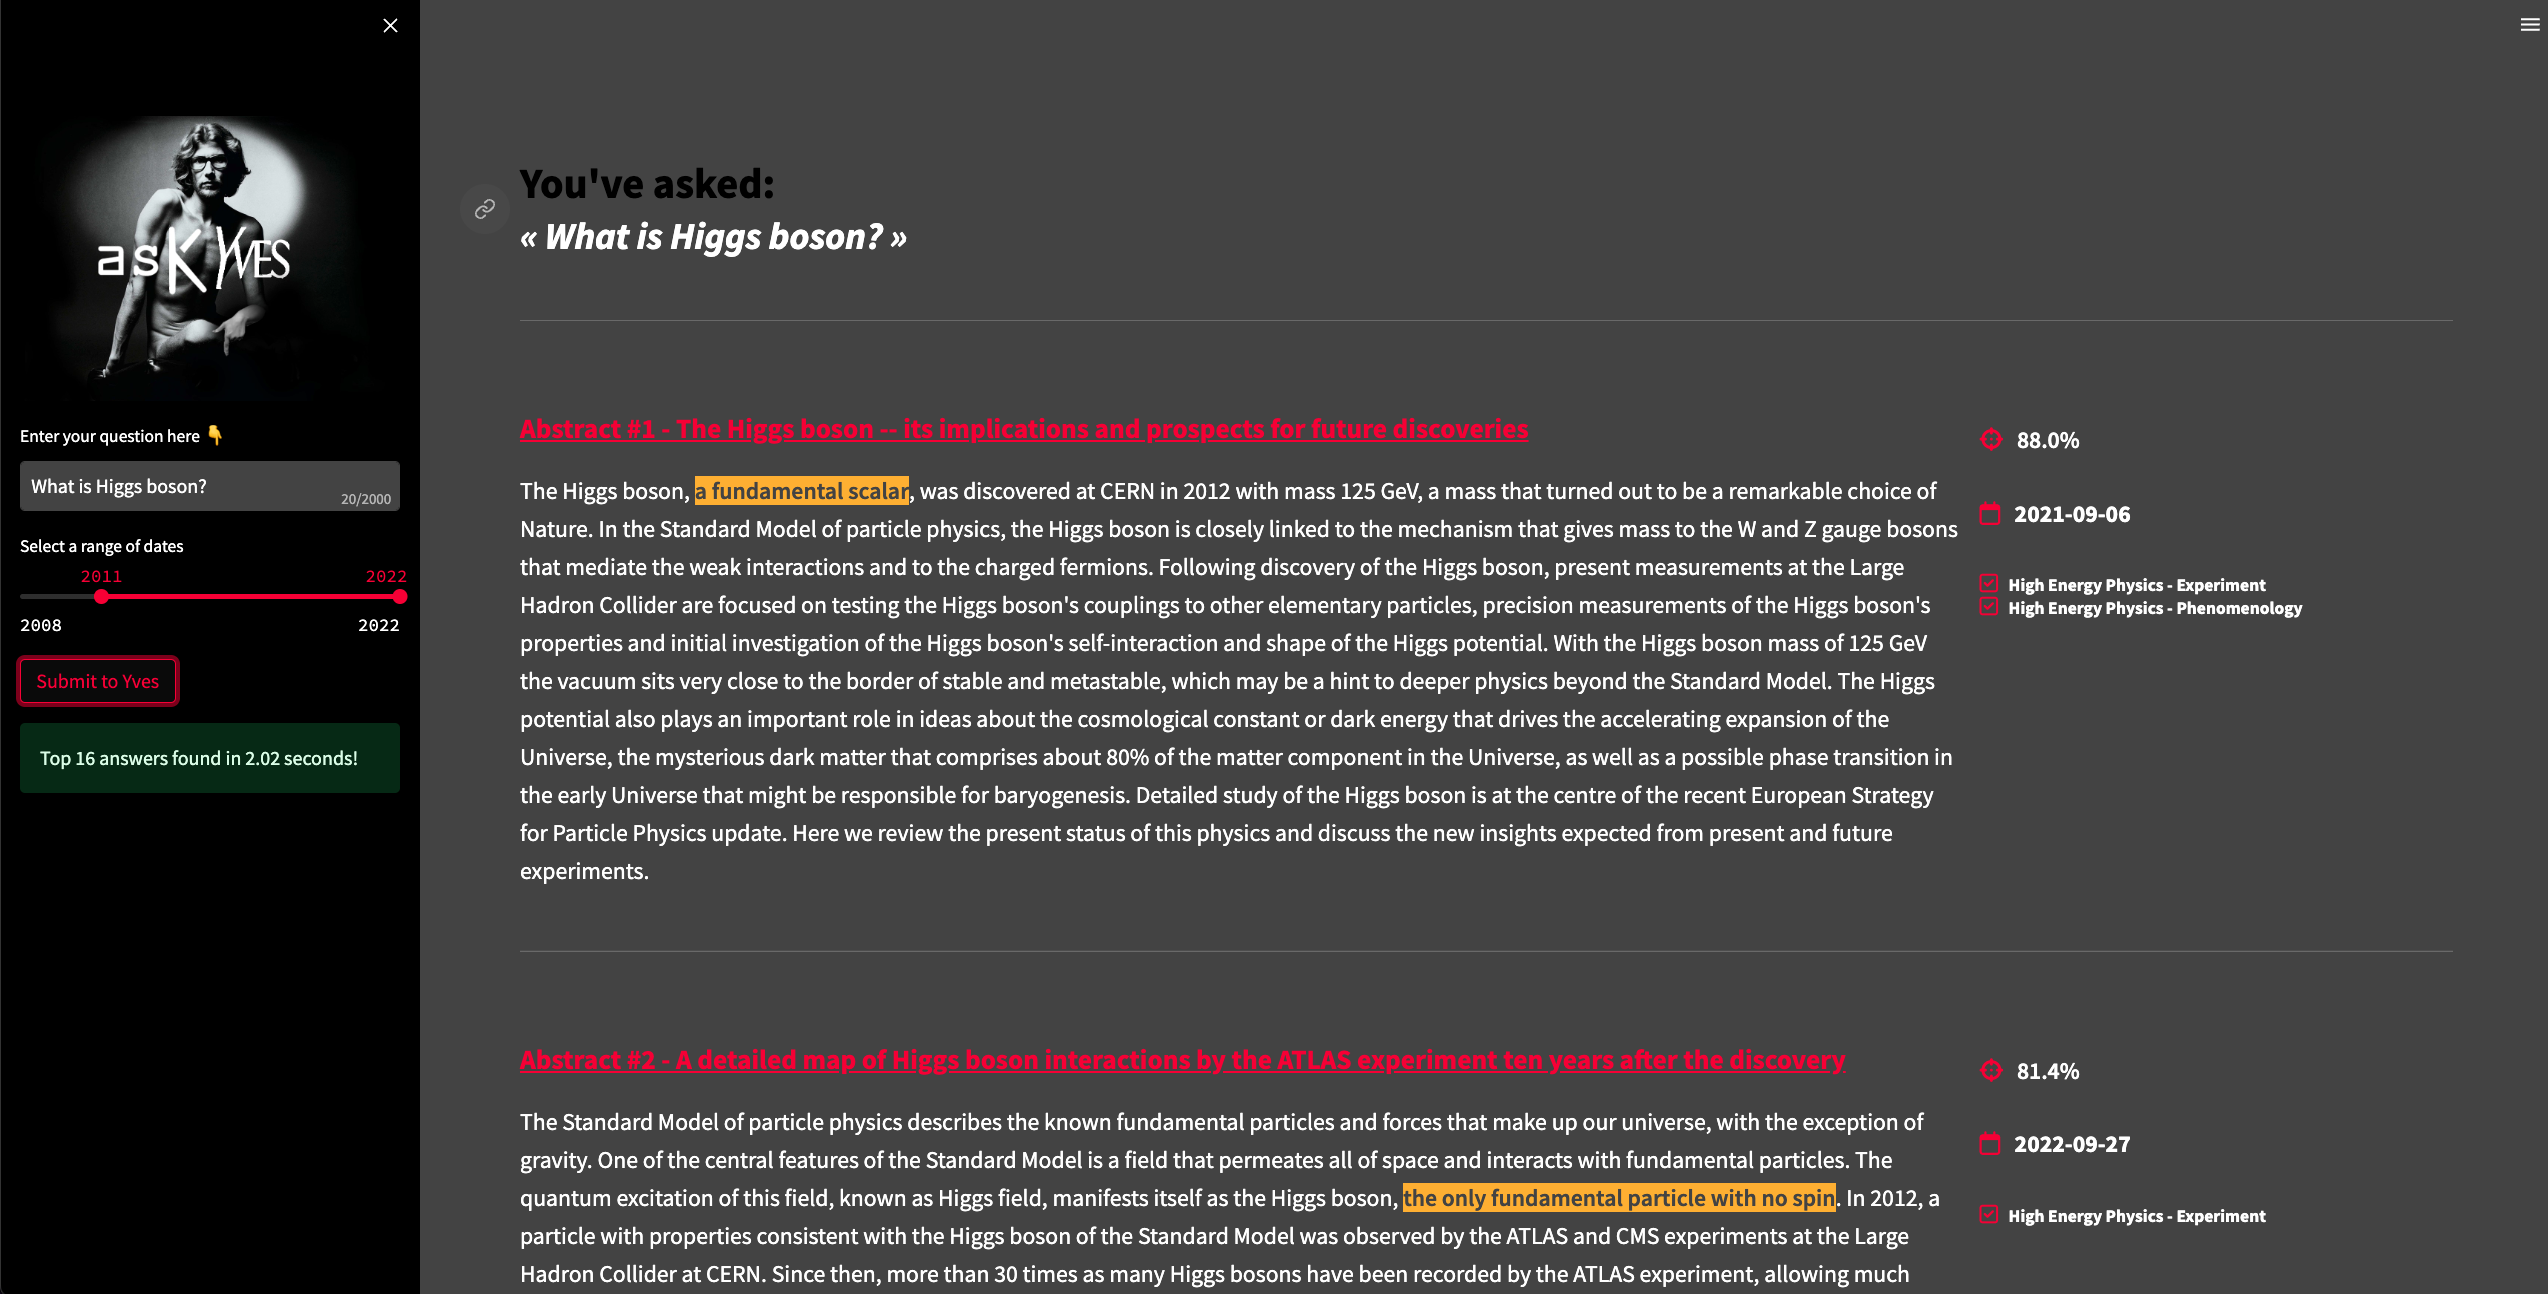 asK YVES
Enter your question here 👇
What is Higgs boson?
20/2000
Select a range of dates
2011 2022
2008 2022
Submit to Yves
Top 16 answers found in 2.02 seconds!
You've asked:
« What is Higgs boson? »
Abstract #1 - The Higgs boson -- its implications and prospects for future discoveries
The Higgs boson, a fundamental scalar, was discovered at CERN in 2012 with mass 125 GeV, a mass that turned out to be a remarkable choice of
Nature. In the Standard Model of particle physics, the Higgs boson is closely linked to the mechanism that gives mass to the W and Z gauge bosons
that mediate the weak interactions and to the charged fermions. Following discovery of the Higgs boson, present measurements at the Large
Hadron Collider are focused on testing the Higgs boson's couplings to other elementary particles, precision measurements of the Higgs boson's
properties and initial investigation of the Higgs boson's self-interaction and shape of the Higgs potential. With the Higgs boson mass of 125 GeV
the vacuum sits very close to the border of stable and metastable, which may be a hint to deeper physics beyond the Standard Model. The Higgs
potential also plays an important role in ideas about the cosmological constant or dark energy that drives the accelerating expansion of the
Universe, the mysterious dark matter that comprises about 80% of the matter component in the Universe, as well as a possible phase transition in
the early Universe that might be responsible for baryogenesis. Detailed study of the Higgs boson is at the centre of the recent European Strategy
for Particle Physics update. Here we review the present status of this physics and discuss the new insights expected from present and future
experiments.
88.0%
2021-09-06
High Energy Physics - Experiment
High Energy Physics - Phenomenology
Abstract #2 - A detailed map of Higgs boson interactions by the ATLAS experiment ten years after the discovery
The Standard Model of particle physics describes the known fundamental particles and forces that make up our universe, with the exception of
gravity. One of the central features of the Standard Model is a field that permeates all of space and interacts with fundamental particles. The
quantum excitation of this field, known as Higgs field, manifests itself as the Higgs boson, the only fundamental particle with no spin. In 2012, a
particle with properties consistent with the Higgs boson of the Standard Model was observed by the ATLAS and CMS experiments at the Large
Hadron Collider at CERN. Since then, more than 30 times as many Higgs bosons have been recorded by the ATLAS experiment, allowing much
81.4%
2022-09-27
High Energy Physics - Experiment